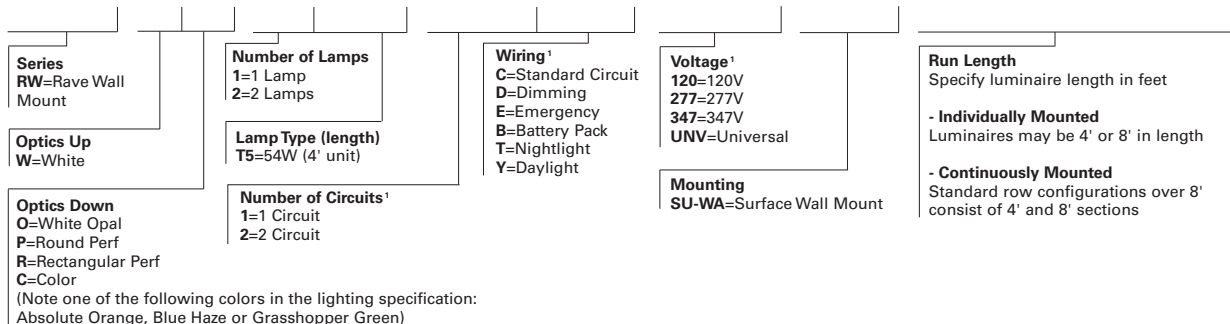 Series
RW=Rave Wall
Mount
Optics Up
W=White
Optics Down
O=White Opal
P=Round Perf
R=Rectangular Perf
C=Color
(Note one of the following colors in the lighting specification:
Absolute Orange, Blue Haze or Grasshopper Green)
Number of Lamps
1=1 Lamp
2=2 Lamps
Lamp Type (length)
T5=54W (4' unit)
Number of Circuits¹
1=1 Circuit
2=2 Circuit
Wiring¹
C=Standard Circuit
D=Dimming
E=Emergency
B=Battery Pack
T=Nightlight
Y=Daylight
Voltage¹
120=120V
277=277V
347=347V
UNV=Universal
Mounting
SU-WA=Surface Wall Mount
Run Length
Specify luminaire length in feet
- Individually Mounted
Luminaires may be 4' or 8' in length
- Continuously Mounted
Standard row configurations over 8'
consist of 4' and 8' sections